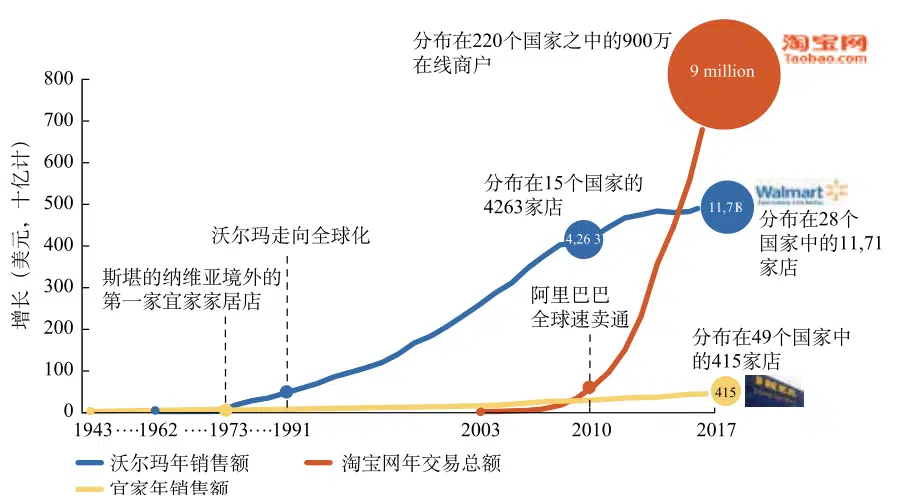 分布在220个国家之中的900万
在线商户
淘宝网
Taobao.com
9 million
增长（美元，十亿计）
800
700
600
500
400
300
200
100
0
分布在15个国家的
4263家店
4,263
Walmart
11,718
分布在28个
国家中的11,71
家店
沃尔玛走向全球化
斯堪的纳维亚境外的
第一家宜家家居店
阿里巴巴
全球速卖通
分布在49个国家中
的415家店
415
IKEA
1943····1962 ····1973····1991 2003 2010 2017
沃尔玛年销售额 淘宝网年交易总额
宜家年销售额